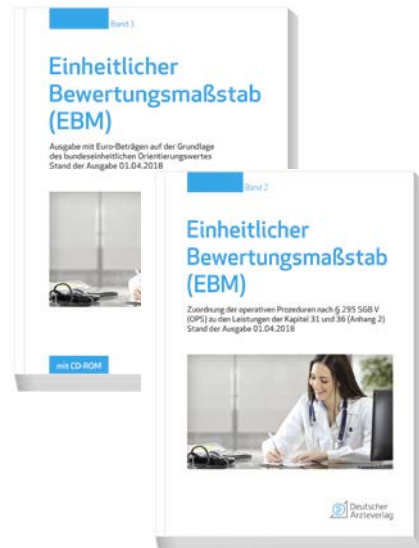 Band 1
Einheitlicher
Bewertungsmaßstab
(EBM)
Ausgabe mit Euro-Beträgen auf der Grundlage
des bundeseinheitlichen Orientierungswertes
Stand der Ausgabe 01.04.2018
mit CD-ROM
Band 2
Einheitlicher
Bewertungsmaßstab
(EBM)
Zuordnung der operativen Prozeduren nach § 295 SGB V
(OPS) zu den Leistungen der Kapitel 31 und 36 (Anhang 2)
Stand der Ausgabe 01.04.2018
Deutscher
Ärzteverlag